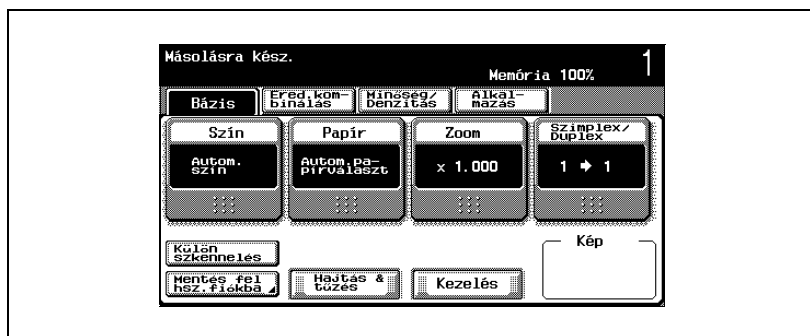 Másolásra kész.
Memória 100%
1
Bázis
Ered.kom-
binálás
Minőség/
Denzitás
Alkal-
mazás
Szín
Papír
Zoom
Szimplex/
Duplex
Autom.
szín
Autom.pa-
pírválaszt
x 1.000
1 ➔ 1
Külön
szkennelés
Kép
Mentés fel
hsz.fiókba
Hajtás &
tűzés
Kezelés